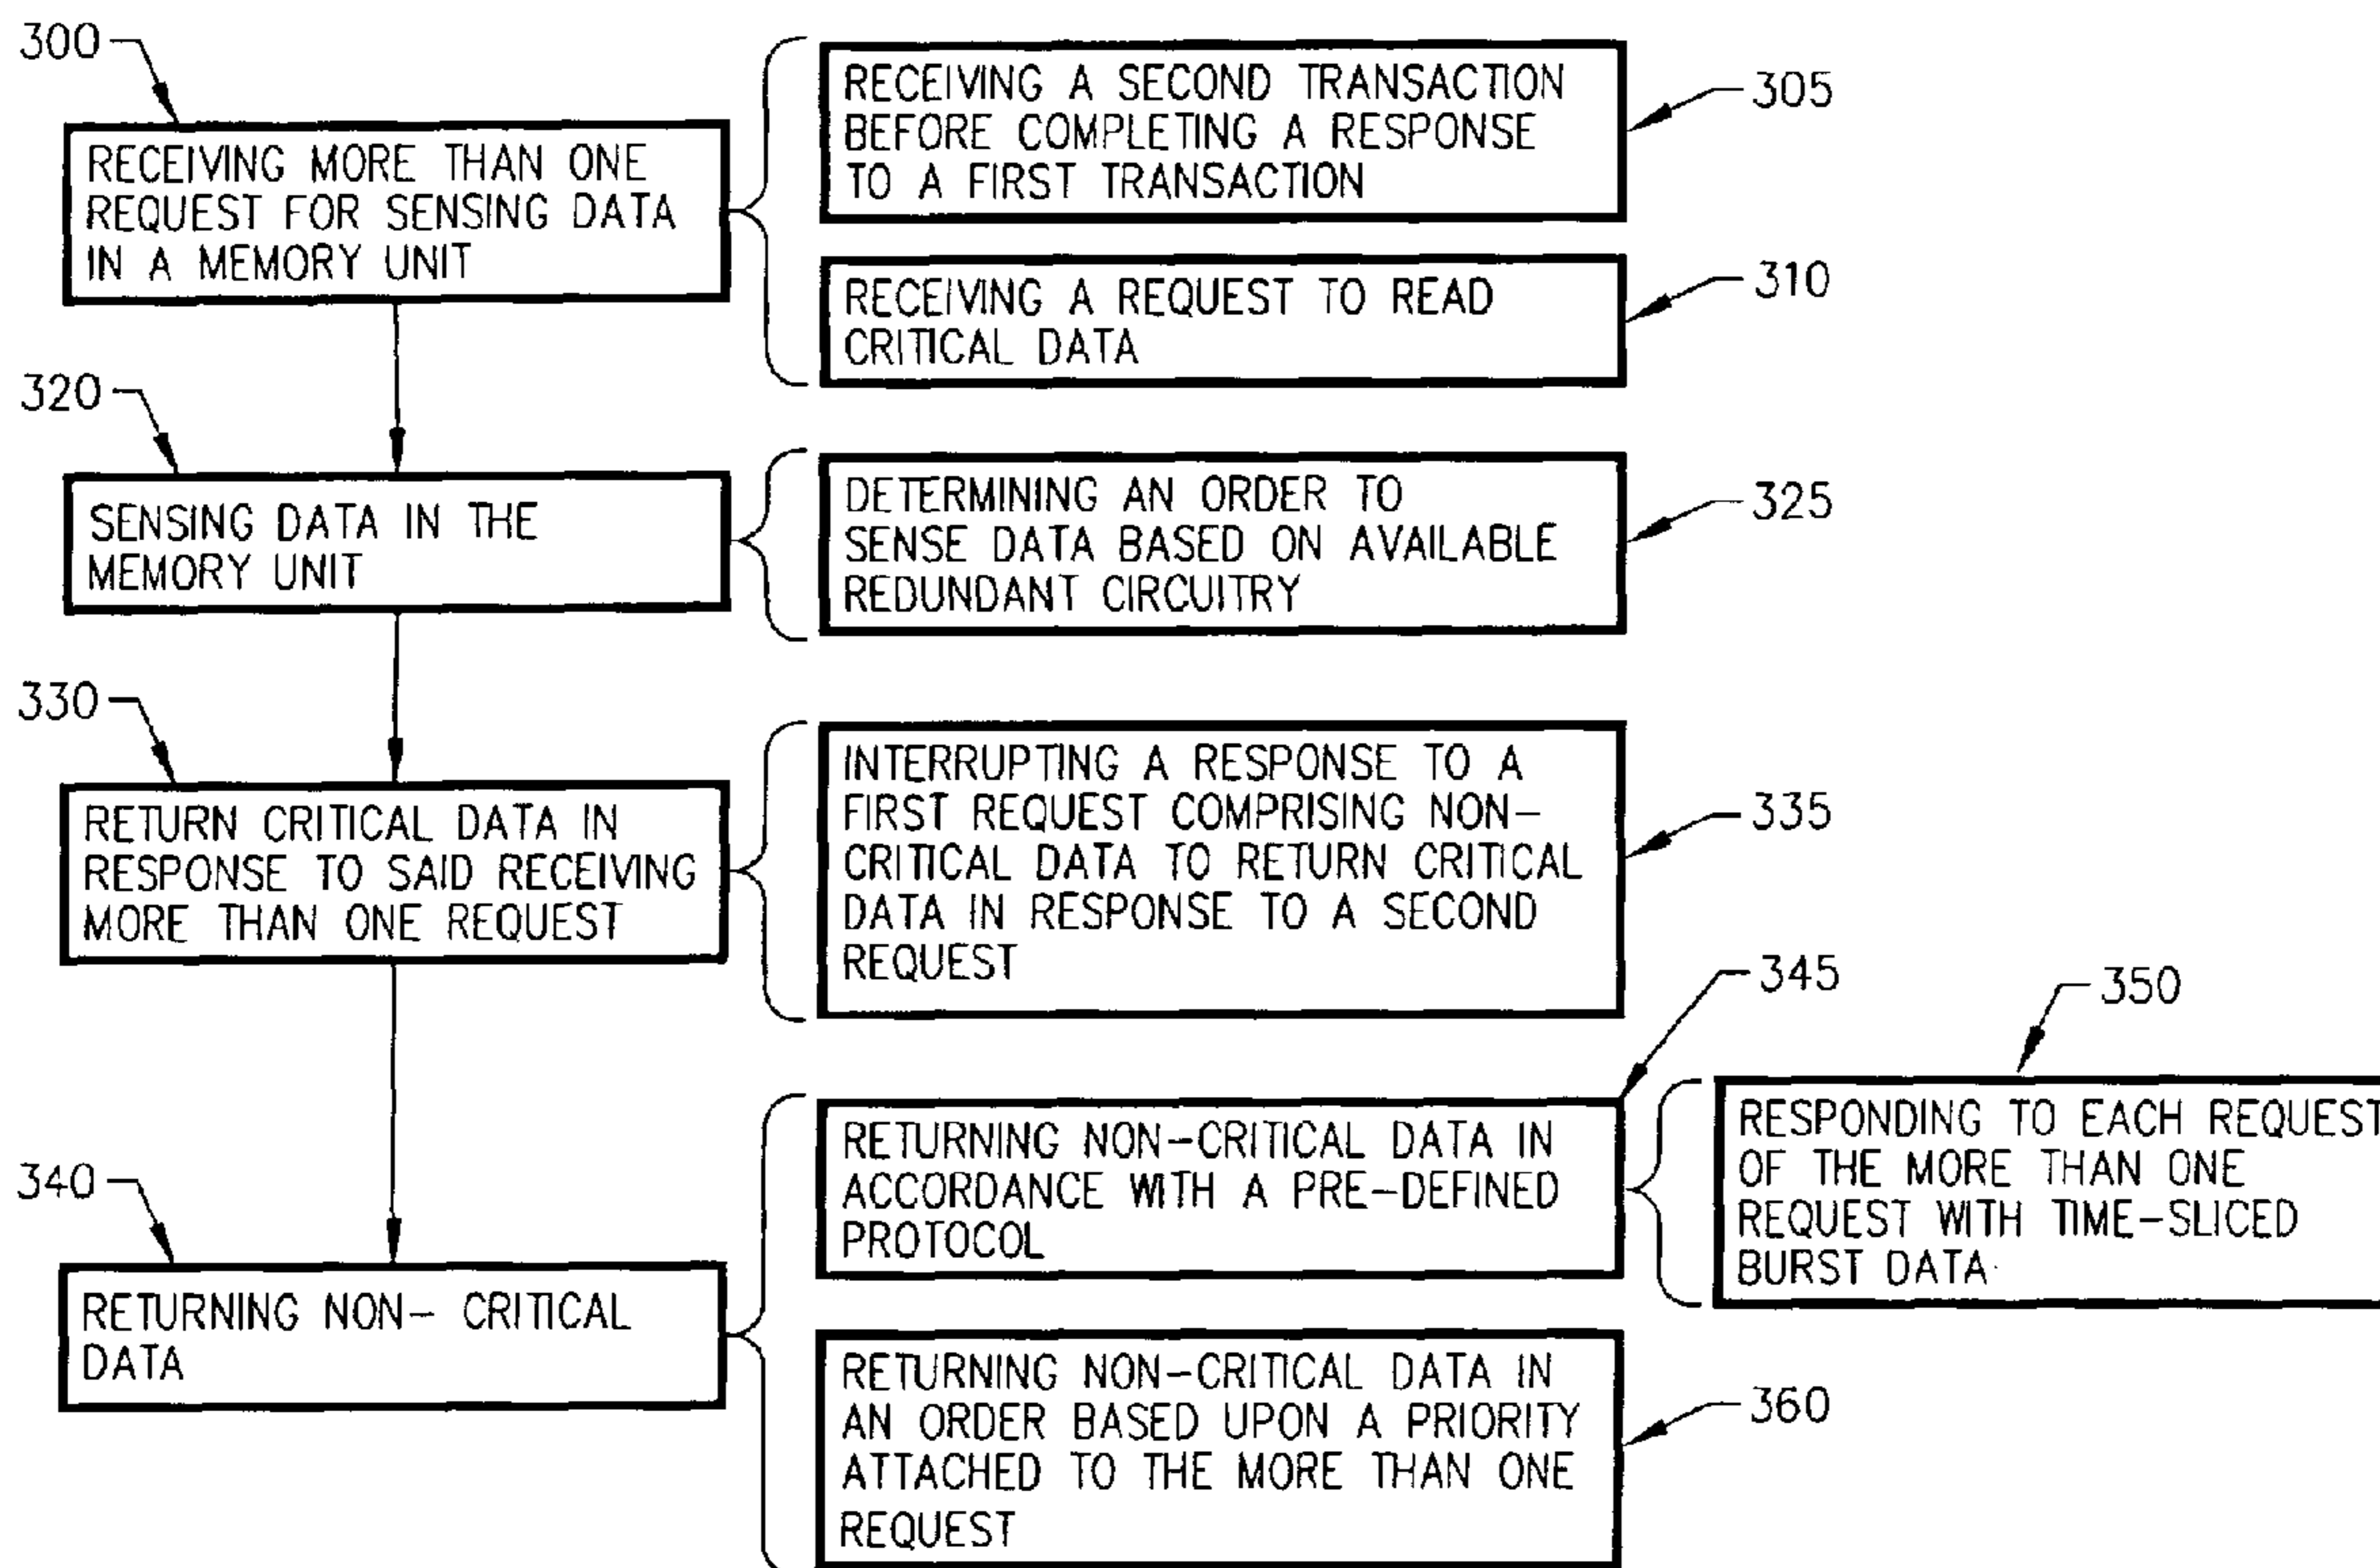 300
RECEIVING MORE THAN ONE
REQUEST FOR SENSING DATA
IN A MEMORY UNIT
RECEIVING A SECOND TRANSACTION
BEFORE COMPLETING A RESPONSE
TO A FIRST TRANSACTION
305
RECEIVING A REQUEST TO READ
CRITICAL DATA
310
320
SENSING DATA IN THE
MEMORY UNIT
DETERMINING AN ORDER TO
SENSE DATA BASED ON AVAILABLE
REDUNDANT CIRCUITRY
325
330
RETURN CRITICAL DATA IN
RESPONSE TO SAID RECEIVING
MORE THAN ONE REQUEST
INTERRUPTING A RESPONSE TO A
FIRST REQUEST COMPRISING NON-
CRITICAL DATA TO RETURN CRITICAL
DATA IN RESPONSE TO A SECOND
REQUEST
335
340
RETURNING NON- CRITICAL
DATA
345
RETURNING NON-CRITICAL DATA IN
ACCORDANCE WITH A PRE-DEFINED
PROTOCOL
350
RESPONDING TO EACH REQUEST
OF THE MORE THAN ONE
REQUEST WITH TIME-SLICED
BURST DATA
RETURNING NON-CRITICAL DATA IN
AN ORDER BASED UPON A PRIORITY
ATTACHED TO THE MORE THAN ONE
REQUEST
360